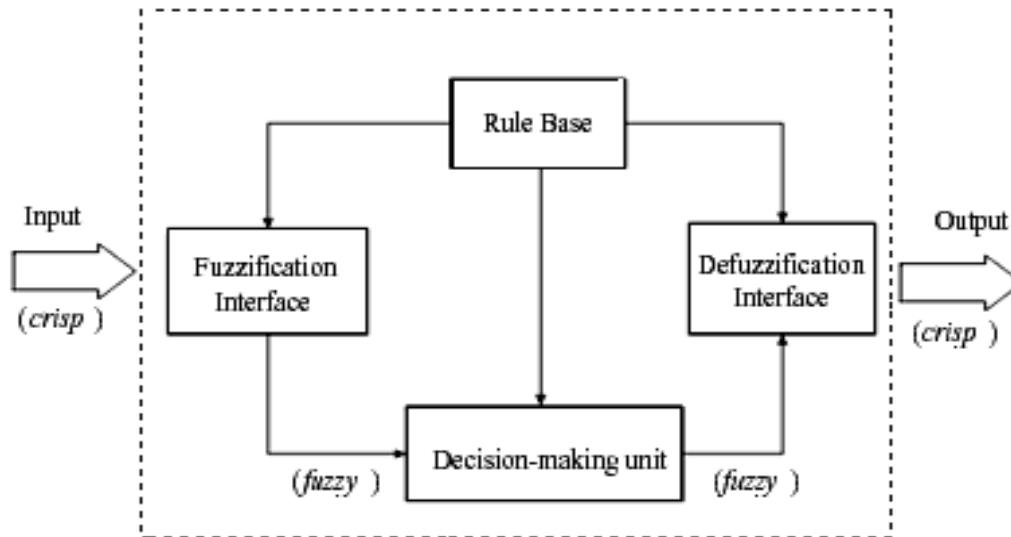 Rule Base
Input
Output
Fuzzification
Interface
Defuzzification
Interface
(crisp )
(crisp )
Decision-making unit
(fuzzy )
(fuzzy )